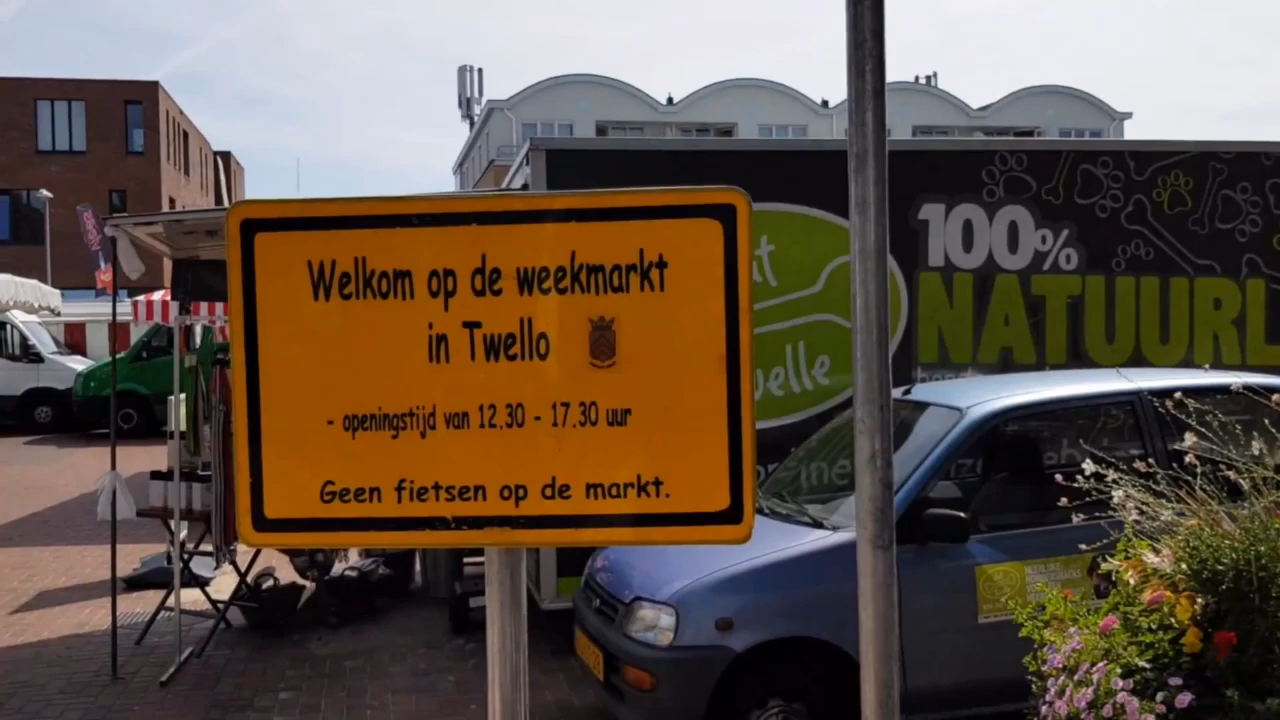 Welkom op de weekmarkt
in Twello
- openingstijd van 12.30 - 17.30 uur
Geen fietsen op de markt.
100%
NATUURL